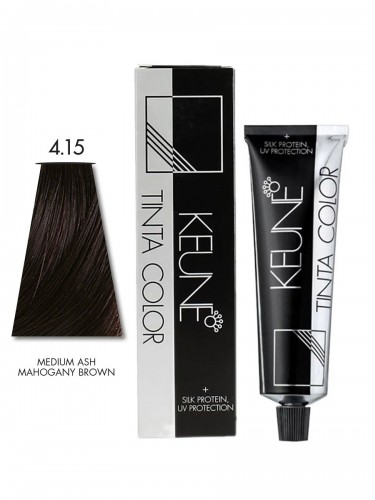 4.15
MEDIUM ASH
MAHOGANY BROWN
TINTA COLOR
KEUNE
+
SILK PROTEIN,
UV PROTECTION
+
SILK PROTEIN,
UV PROTECTION
KEUNE
TINTA COLOR